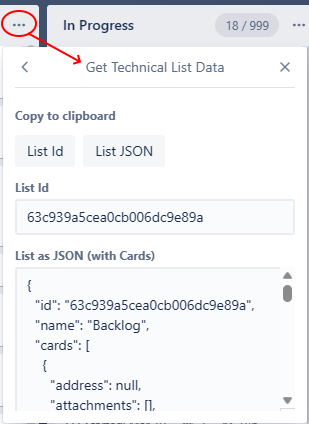 In Progress
18 / 999
Get Technical List Data
Copy to clipboard
List Id
List JSON
List Id
63c939a5cea0cb006dc9e89a
List as JSON (with Cards)
{
"id": "63c939a5cea0cb006dc9e89a",
"name": "Backlog",
"cards": [
{
"address": null,
"attachments": [],